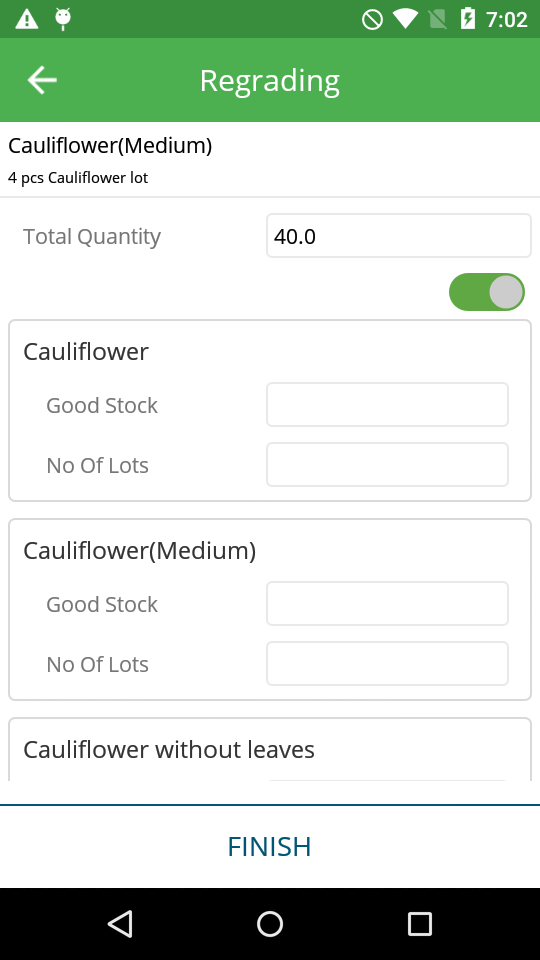 7:02
Regrading
Cauliflower(Medium)
4 pcs Cauliflower lot
Total Quantity 40.0
Cauliflower
Good Stock
No Of Lots
Cauliflower(Medium)
Good Stock
No Of Lots
Cauliflower without leaves
FINISH